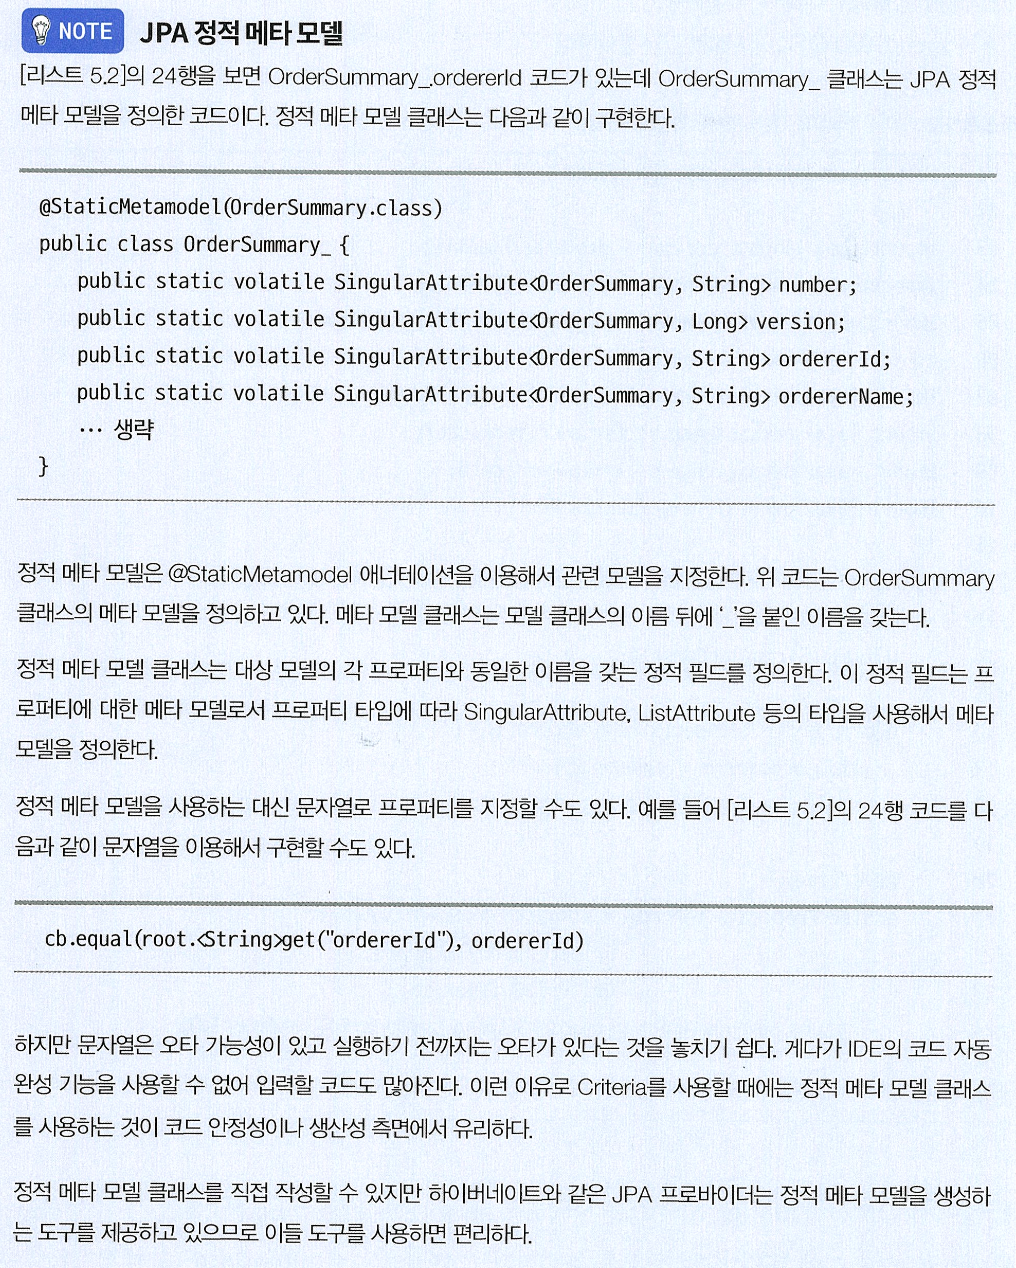 NOTE JPA 정적 메타 모델
[리스트 5.2]의 24행을 보면 OrderSummary_.ordererId 코드가 있는데 OrderSummary_ 클래스는 JPA 정적
메타 모델을 정의한 코드이다. 정적 메타 모델 클래스는 다음과 같이 구현한다.
@StaticMetamodel(OrderSummary.class)
public class OrderSummary_ {
public static volatile SingularAttribute<OrderSummary, String> number;
public static volatile SingularAttribute<OrderSummary, Long> version;
public static volatile SingularAttribute<OrderSummary, String> ordererId;
public static volatile SingularAttribute<OrderSummary, String> ordererName;
... 생략
}
정적 메타 모델은 @StaticMetamodel 애너테이션을 이용해서 관련 모델을 지정한다. 위 코드는 OrderSummary
클래스의 메타 모델을 정의하고 있다. 메타 모델 클래스는 모델 클래스의 이름 뒤에 '_'을 붙인 이름을 갖는다.
정적 메타 모델 클래스는 대상 모델의 각 프로퍼티와 동일한 이름을 갖는 정적 필드를 정의한다. 이 정적 필드는 프
로퍼티에 대한 메타 모델로서 프로퍼티 타입에 따라 SingularAttribute, ListAttribute 등의 타입을 사용해서 메타
모델을 정의한다.
정적 메타 모델을 사용하는 대신 문자열로 프로퍼티를 지정할 수도 있다. 예를 들어 [리스트 5.2]의 24행 코드를 다
음과 같이 문자열을 이용해서 구현할 수도 있다.
cb.equal(root.<String>get("ordererId"), ordererId)
하지만 문자열은 오타 가능성이 있고 실행하기 전까지는 오타가 있다는 것을 놓치기 쉽다. 게다가 IDE의 코드 자동
완성 기능을 사용할 수 없어 입력할 코드도 많아진다. 이런 이유로 Criteria를 사용할 때에는 정적 메타 모델 클래스
를 사용하는 것이 코드 안정성이나 생산성 측면에서 유리하다.
정적 메타 모델 클래스를 직접 작성할 수 있지만 하이버네이트와 같은 JPA 프로바이더는 정적 메타 모델을 생성하
는 도구를 제공하고 있으므로 이들 도구를 사용하면 편리하다.